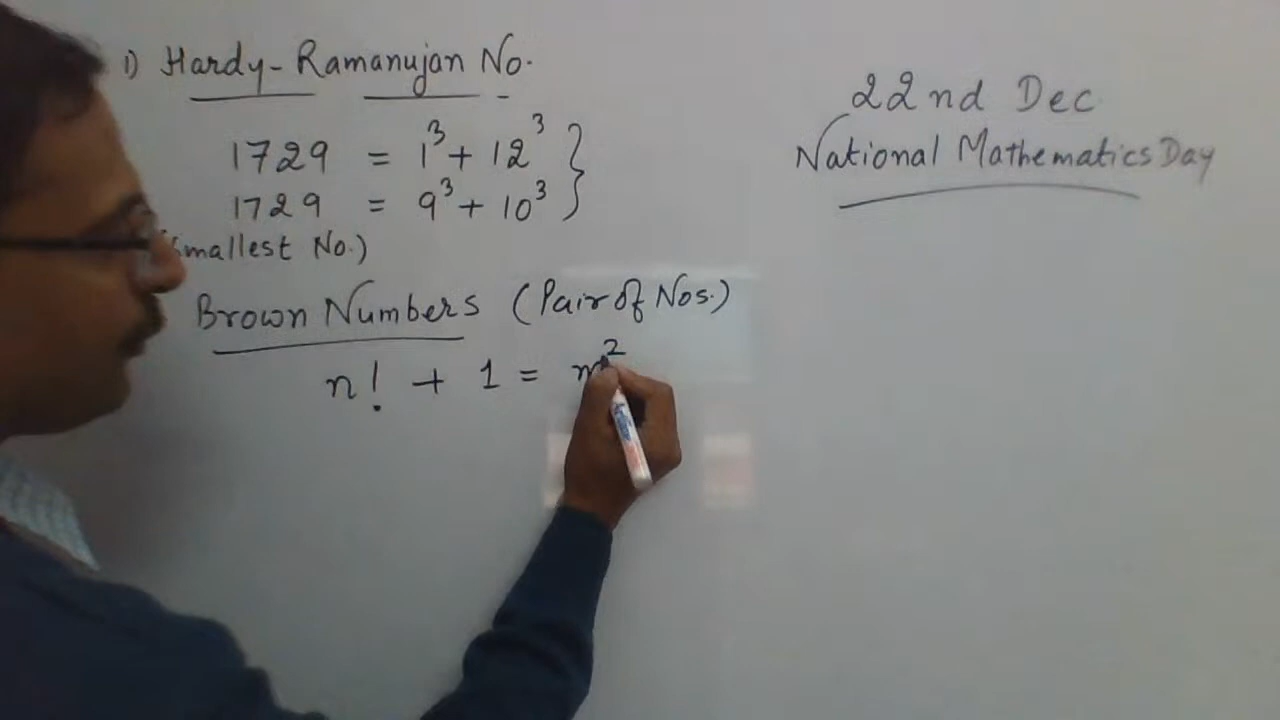 1) Hardy-Ramanujan No.
1729 = 1³ + 12³ }
1729 = 9³ + 10³
smallest No.)
Brown Numbers (Pair of Nos.)
n! + 1 = m²
22nd Dec
National Mathematics Day